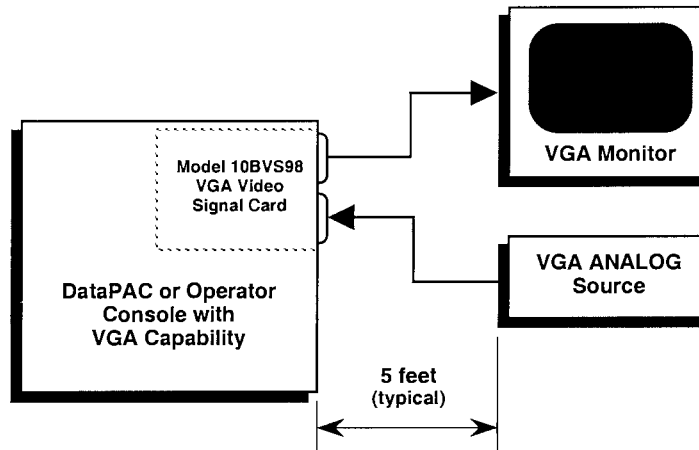 Model 10BVS98
VGA Video
Signal Card
DataPAC or Operator
Console with
VGA Capability
VGA Monitor
VGA ANALOG
Source
5 feet
(typical)